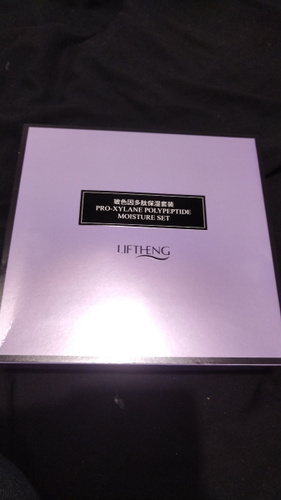 玻色因多肽保湿套装
PRO-XYLANE POLYPEPTIDE
MOISTURE SET
LIFTHENG